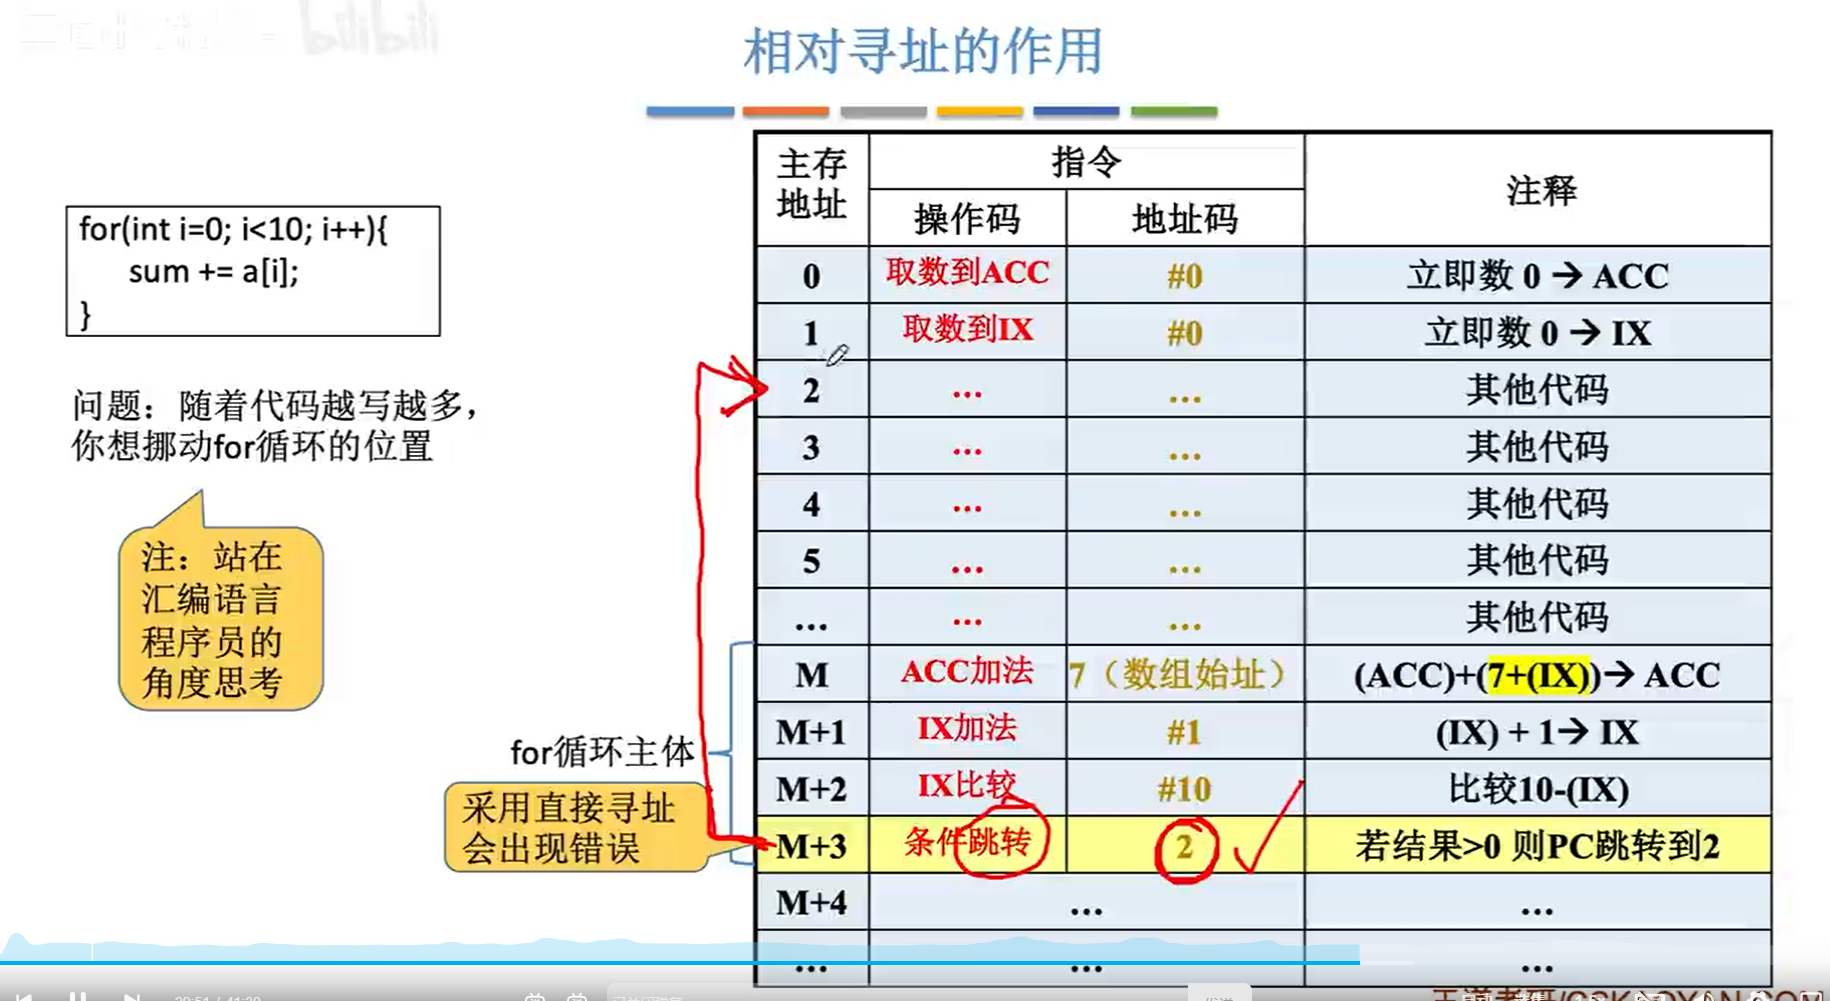 bilibili
相对寻址的作用
for(int i=0; i<10; i++){
sum += a[i];
}
问题：随着代码越写越多，
你想挪动for循环的位置
注：站在
汇编语言
程序员的
角度思考
for循环主体
采用直接寻址
会出现错误
主存地址 指令 注释
操作码 地址码
0 取数到ACC #0 立即数 0 → ACC
1 取数到IX #0 立即数 0 → IX
2 … … 其他代码
3 … … 其他代码
4 … … 其他代码
5 … … 其他代码
… … … 其他代码
M ACC加法 7（数组始址） (ACC)+(7+(IX))→ ACC
M+1 IX加法 #1 (IX) + 1→ IX
M+2 IX比较 #10 比较10-(IX)
M+3 条件跳转 2 若结果>0 则PC跳转到2
M+4 … …
… … …